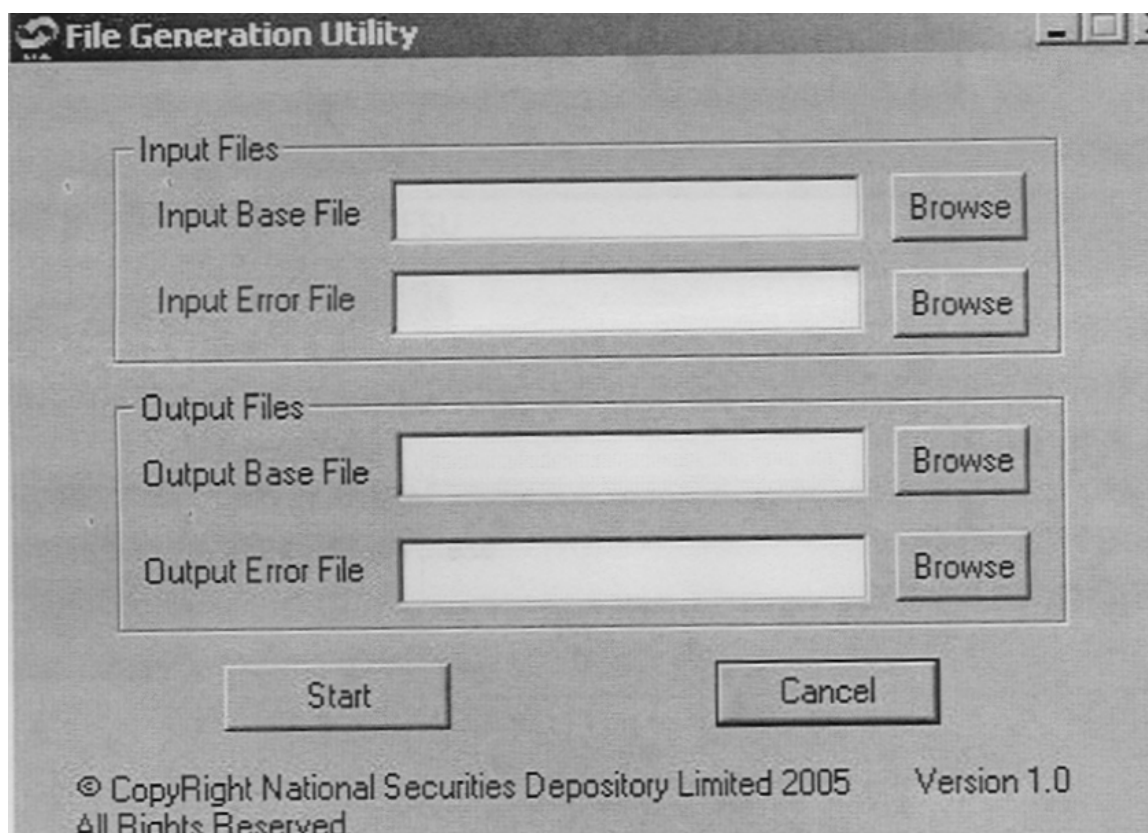 File Generation Utility
Input Files
Input Base File
Browse
Input Error File
Browse
Output Files
Output Base File
Browse
Output Error File
Browse
Start
Cancel
© CopyRight National Securities Depository Limited 2005 Version 1.0
All Rights Reserved